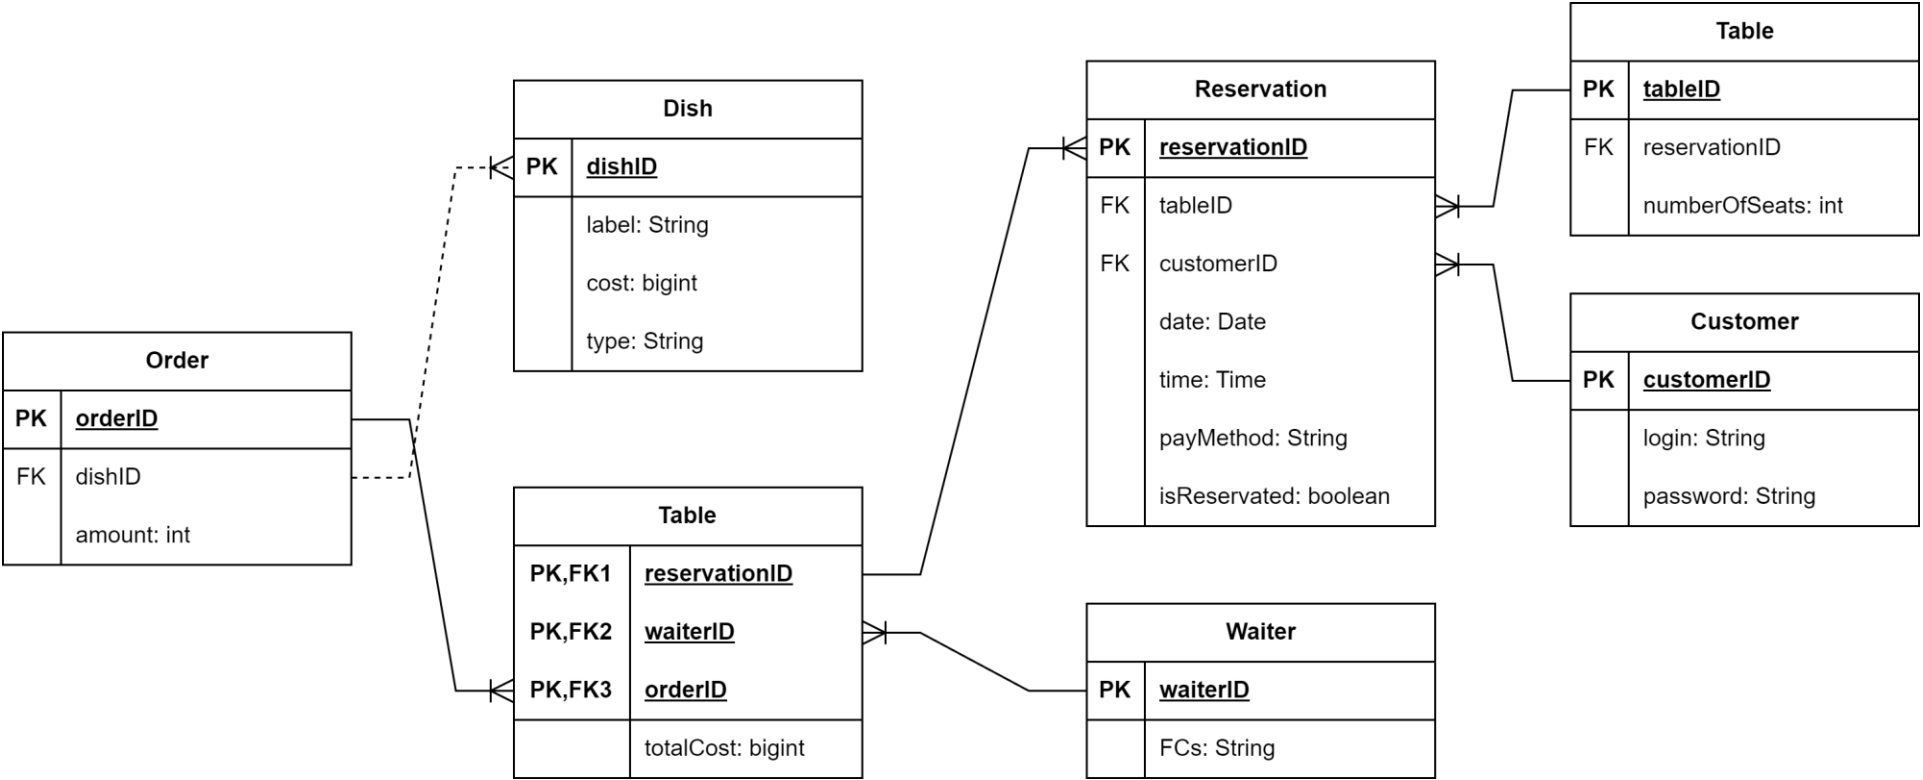 Order
PK orderID
FK dishID
amount: int
Dish
PK dishID
label: String
cost: bigint
type: String
Table
PK,FK1 reservationID
PK,FK2 waiterID
PK,FK3 orderID
totalCost: bigint
Reservation
PK reservationID
FK tableID
FK customerID
date: Date
time: Time
payMethod: String
isReservated: boolean
Waiter
PK waiterID
FCs: String
Table
PK tableID
FK reservationID
numberOfSeats: int
Customer
PK customerID
login: String
password: String